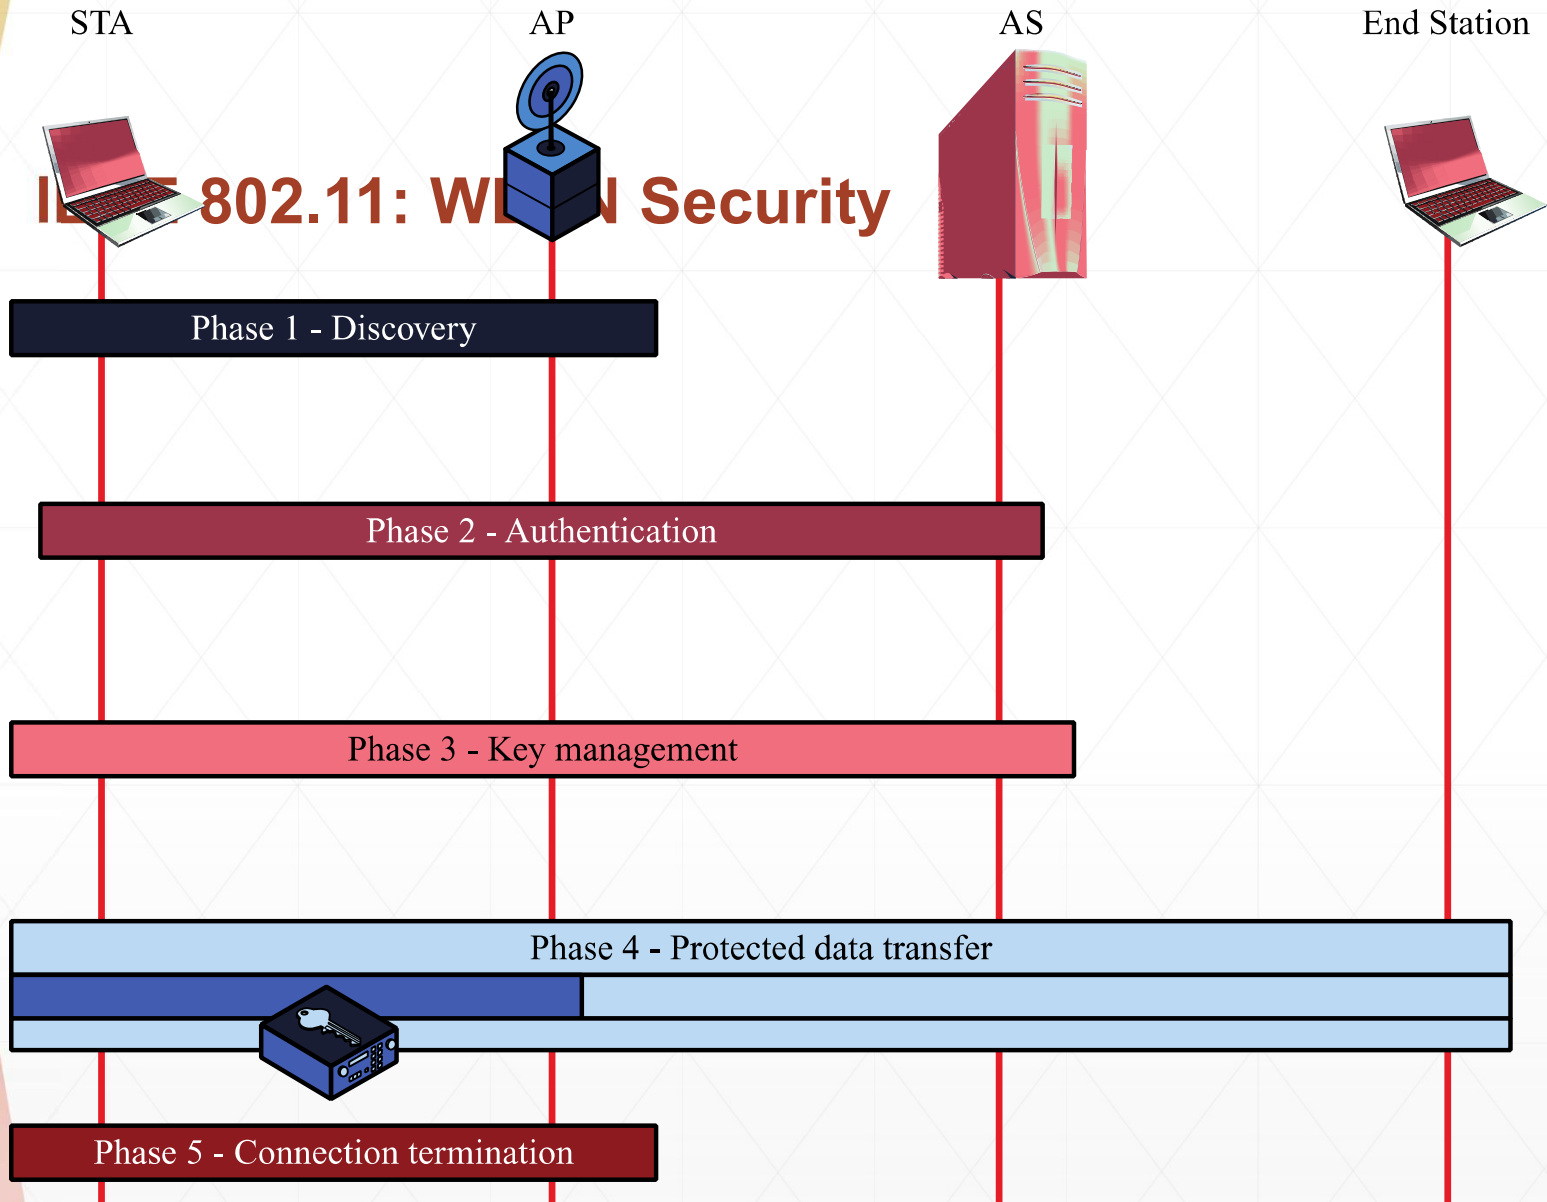 STA AP AS End Station
802.11: Security
Phase 1 - Discovery
Phase 2 - Authentication
Phase 3 - Key management
Phase 4 - Protected data transfer
Phase 5 - Connection termination